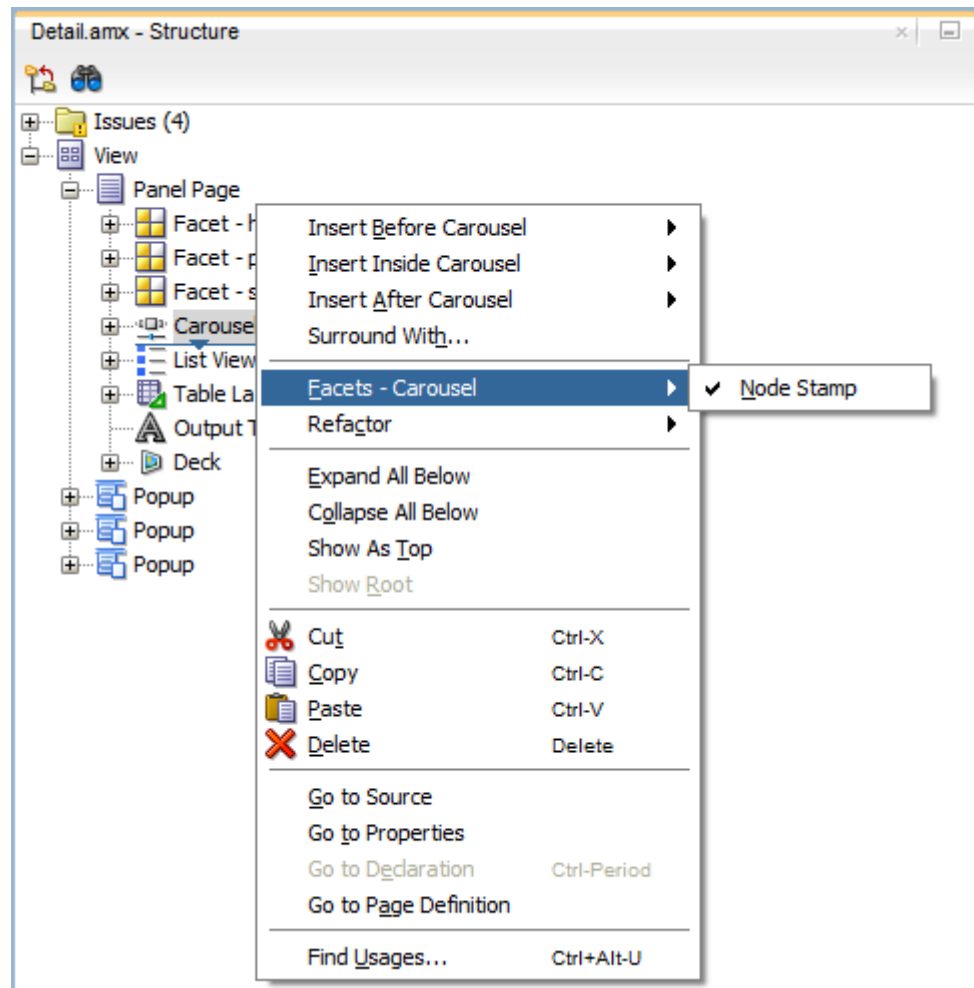 Detail.amx - Structure
Issues (4)
View
Panel Page
Facet - h
Facet - p
Facet - s
Carousel
List View
Table La
Output T
Deck
Popup
Popup
Popup
Insert Before Carousel
Insert Inside Carousel
Insert After Carousel
Surround With...
Facets - Carousel
Node Stamp
Refactor
Expand All Below
Collapse All Below
Show As Top
Show Root
Cut Ctrl-X
Copy Ctrl-C
Paste Ctrl-V
Delete Delete
Go to Source
Go to Properties
Go to Declaration Ctrl-Period
Go to Page Definition
Find Usages... Ctrl+Alt-U